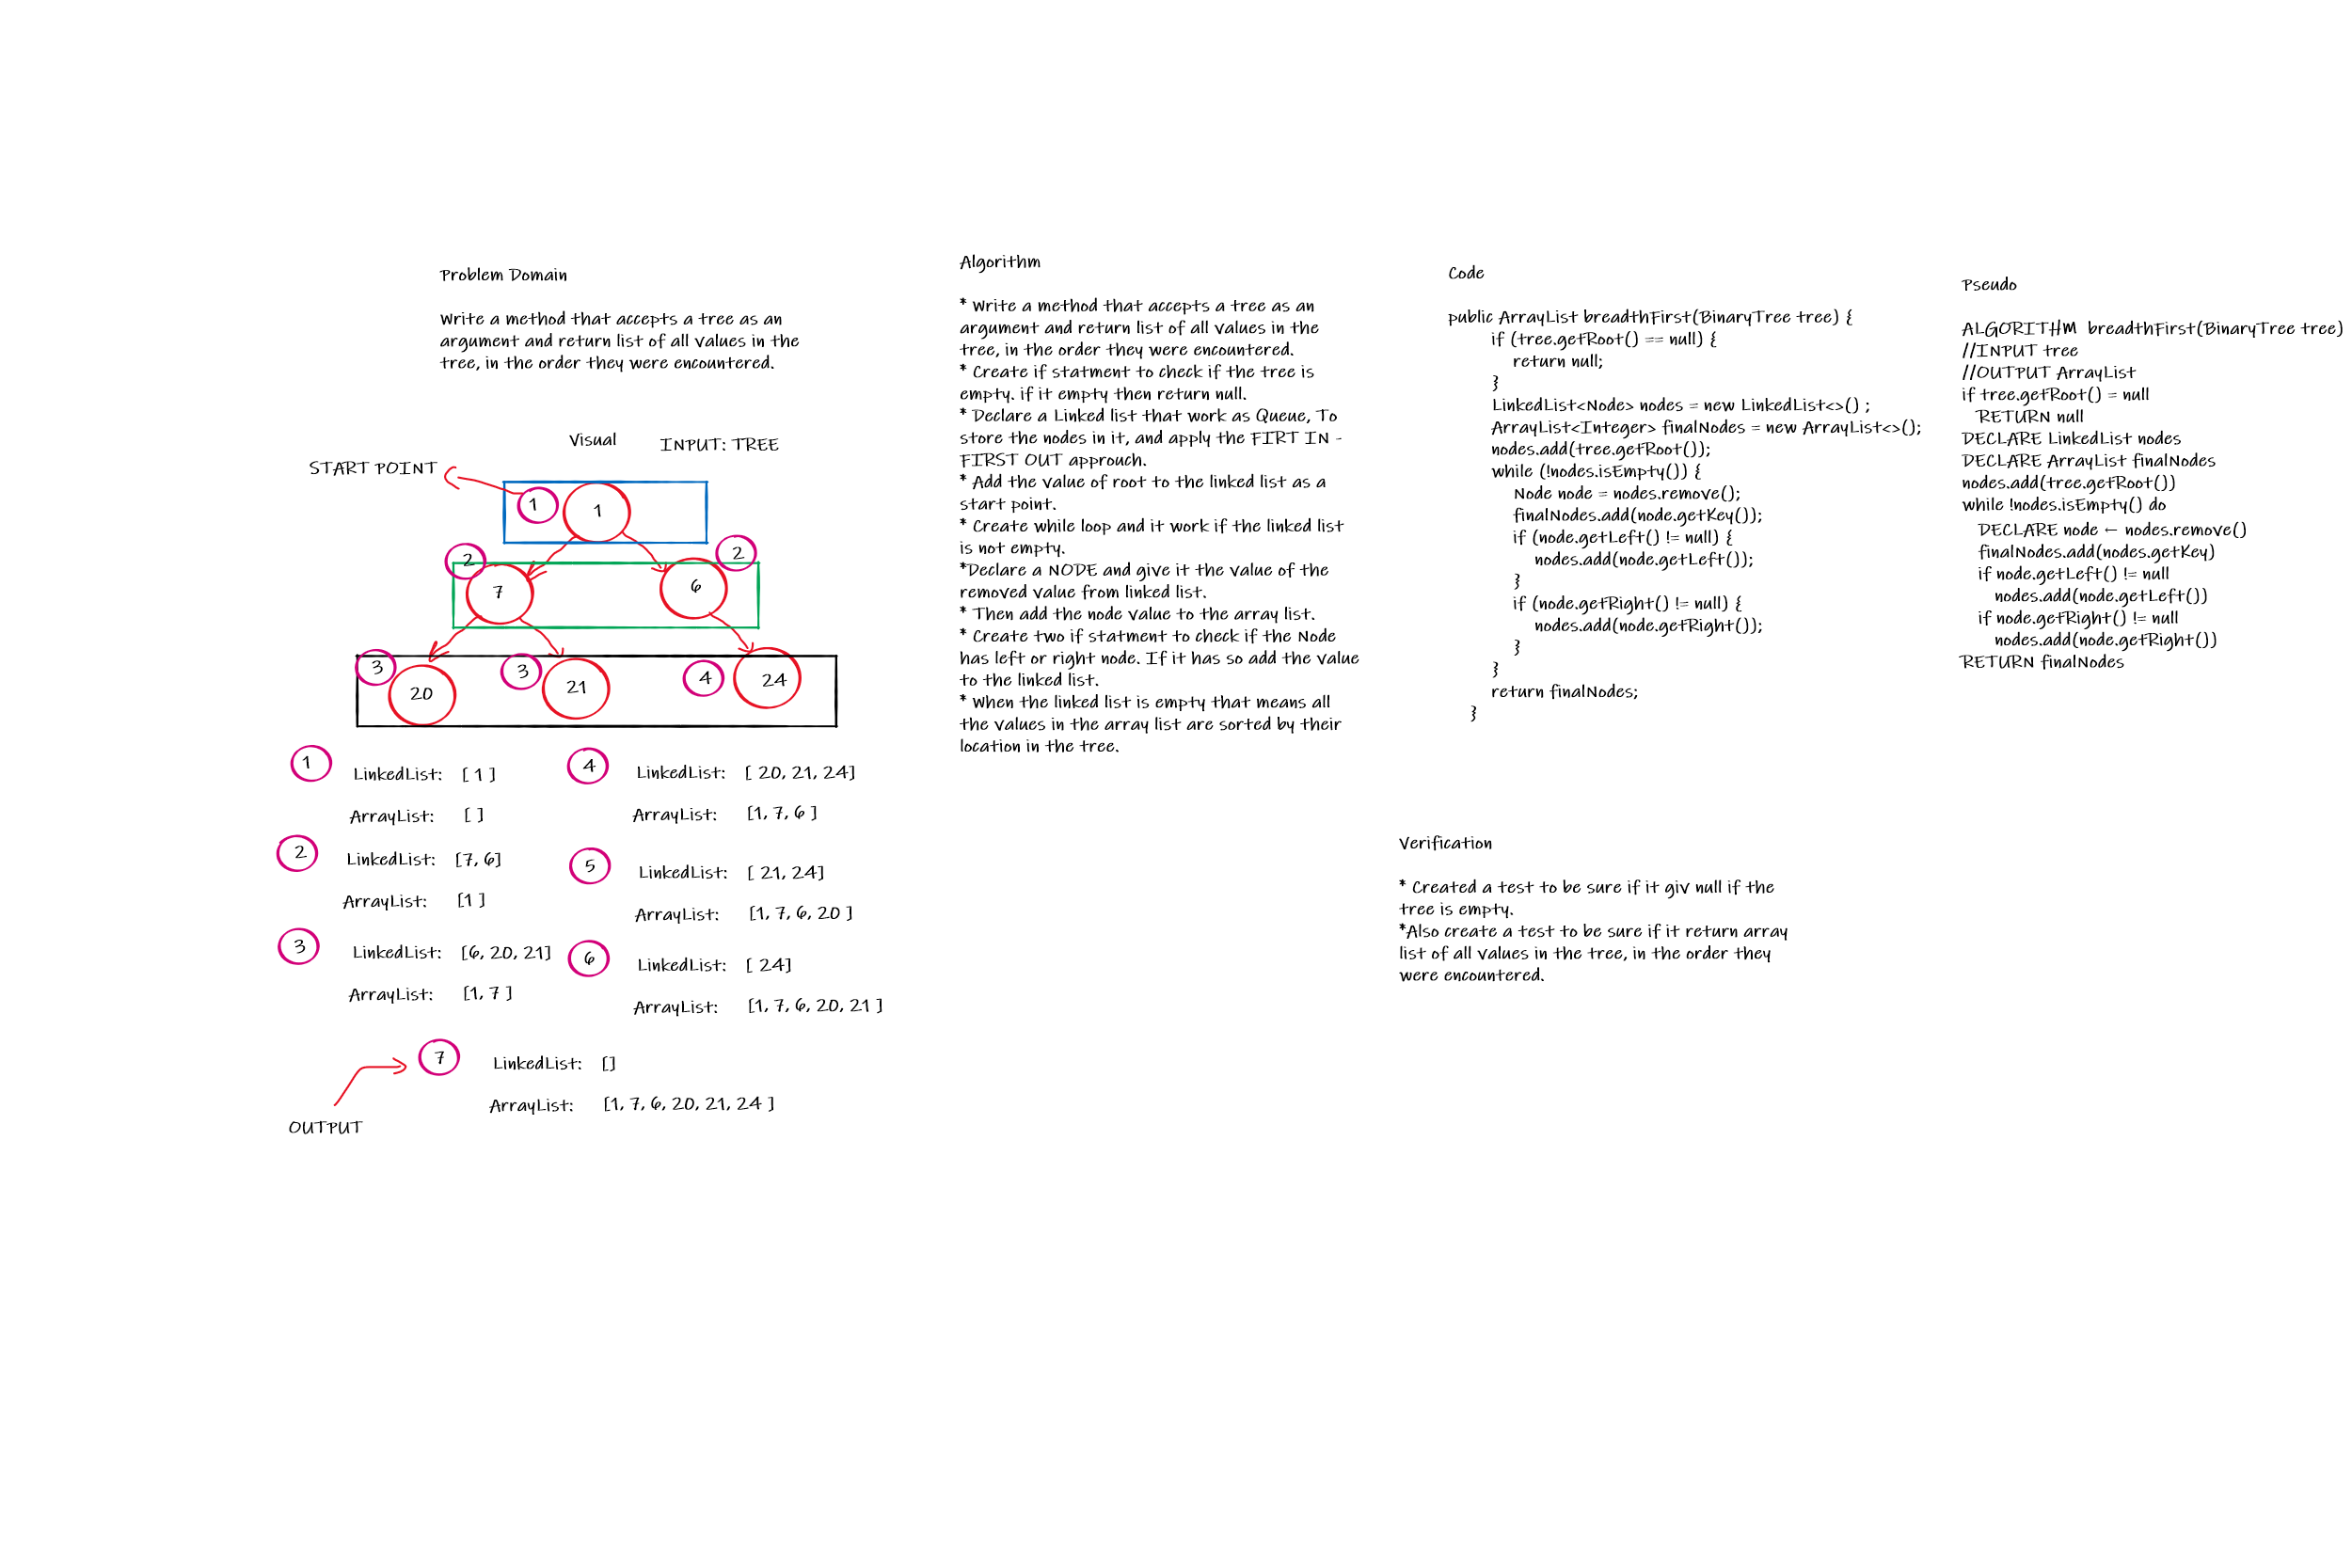 Problem Domain
Write a method that accepts a tree as an
argument and return list of all values in the
tree, in the order they were encountered.
Visual
INPUT: TREE
START POINT
1
1
2
2
7
6
3
3
4
20
21
24
1
LinkedList: [ 1 ]
ArrayList: [ ]
2
LinkedList: [7, 6]
ArrayList: [1 ]
3
LinkedList: [6, 20, 21]
ArrayList: [1, 7 ]
4
LinkedList: [ 20, 21, 24]
ArrayList: [1, 7, 6 ]
5
LinkedList: [ 21, 24]
ArrayList: [1, 7, 6, 20 ]
6
LinkedList: [ 24]
ArrayList: [1, 7, 6, 20, 21 ]
7
LinkedList: []
ArrayList: [1, 7, 6, 20, 21, 24 ]
OUTPUT
Algorithm
* Write a method that accepts a tree as an
argument and return list of all values in the
tree, in the order they were encountered.
* Create if statment to check if the tree is
empty. if it empty then return null.
* Declare a Linked list that work as Queue, To
store the nodes in it, and apply the FIRT IN -
FIRST OUT approuch.
* Add the value of root to the linked list as a
start point.
* Create while loop and it work if the linked list
is not empty.
*Declare a NODE and give it the value of the
removed value from linked list.
* Then add the node value to the array list.
* Create two if statment to check if the Node
has left or right node. If it has so add the value
to the linked list.
* When the linked list is empty that means all
the values in the array list are sorted by their
location in the tree.
Code
public ArrayList breadthFirst(BinaryTree tree) {
if (tree.getRoot() == null) {
return null;
}
LinkedList<Node> nodes = new LinkedList<>() ;
ArrayList<Integer> finalNodes = new ArrayList<>();
nodes.add(tree.getRoot());
while (!nodes.isEmpty()) {
Node node = nodes.remove();
finalNodes.add(node.getKey());
if (node.getLeft() != null) {
nodes.add(node.getLeft());
}
if (node.getRight() != null) {
nodes.add(node.getRight());
}
}
return finalNodes;
}
Verification
* Created a test to be sure if it giv null if the
tree is empty.
*Also create a test to be sure if it return array
list of all values in the tree, in the order they
were encountered.
Pseudo
ALGORITHM breadthFirst(BinaryTree tree)
//INPUT tree
//OUTPUT ArrayList
if tree.getRoot() = null
RETURN null
DECLARE LinkedList nodes
DECLARE ArrayList finalNodes
nodes.add(tree.getRoot())
while !nodes.isEmpty() do
DECLARE node ← nodes.remove()
finalNodes.add(nodes.getKey)
if node.getLeft() != null
nodes.add(node.getLeft())
if node.getRight() != null
nodes.add(node.getRight())
RETURN finalNodes